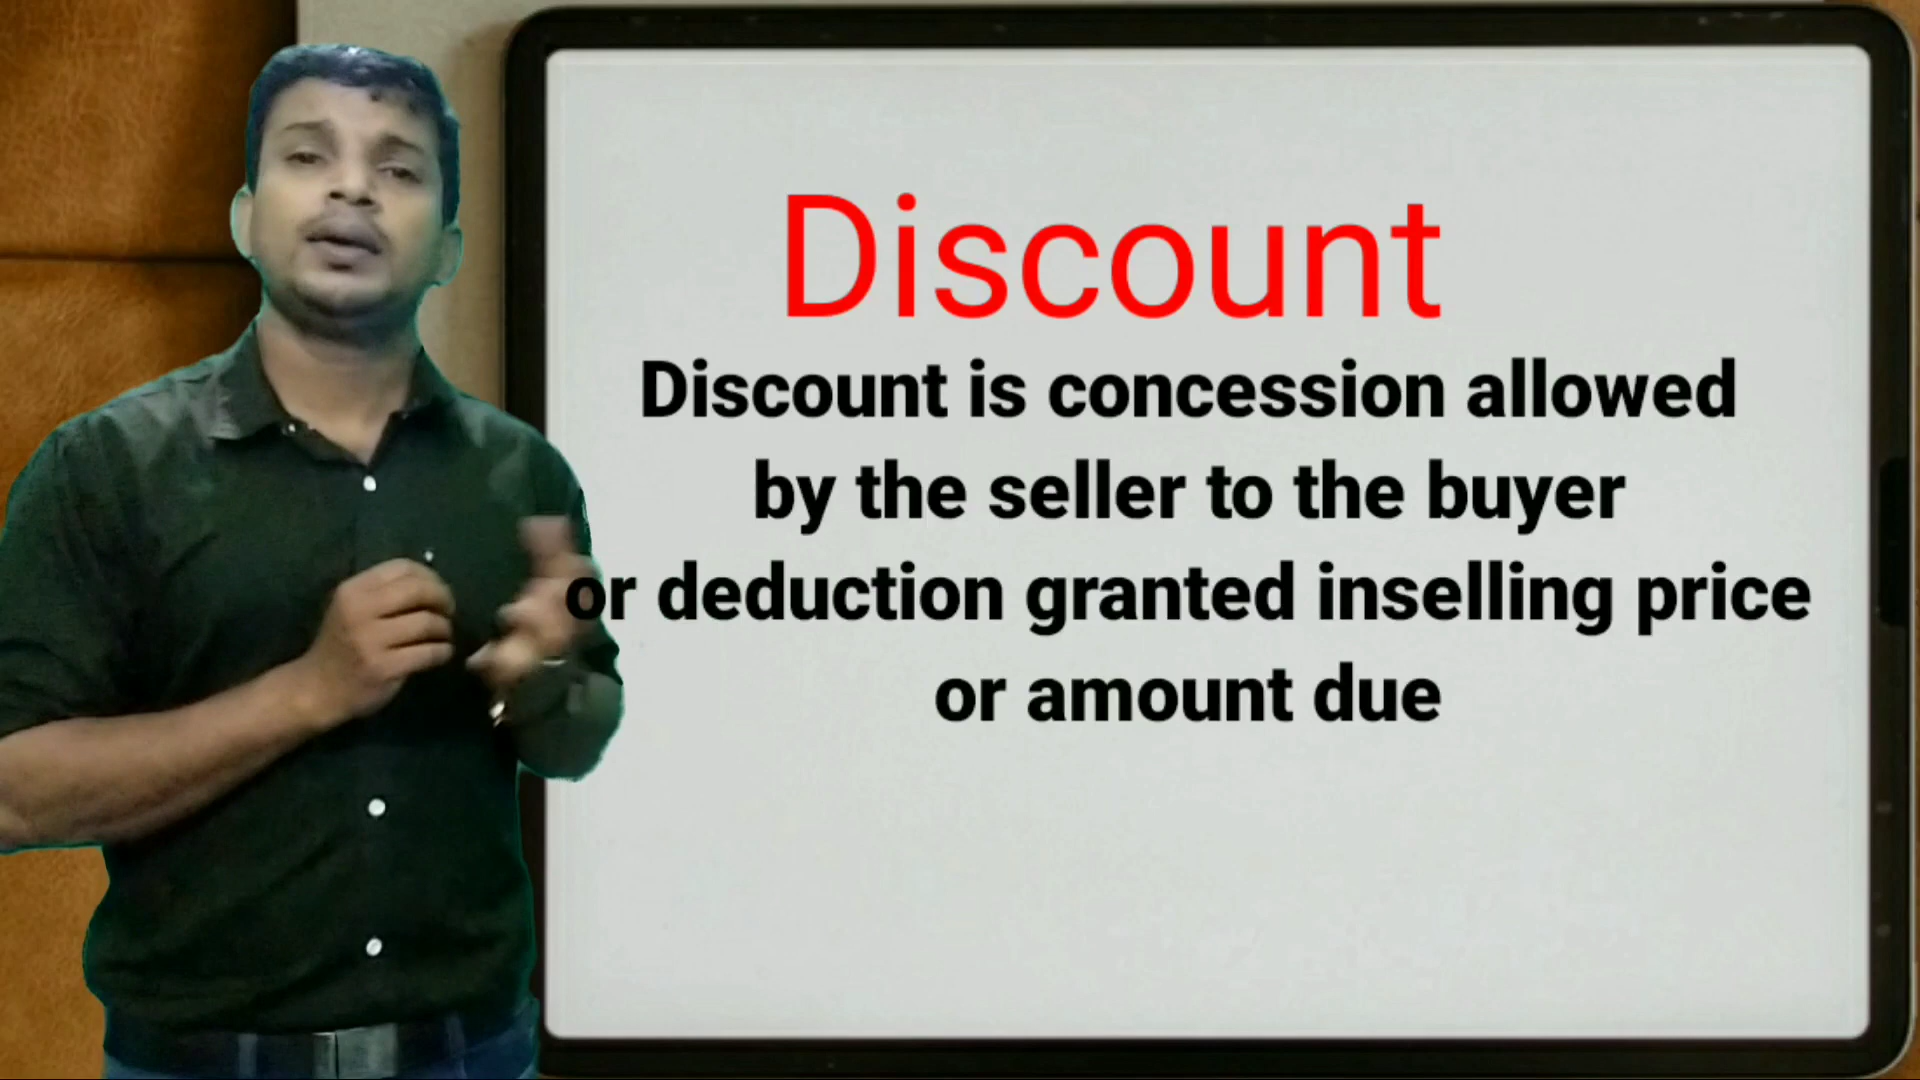 Discount
Discount is concession allowed
by the seller to the buyer
or deduction granted inselling price
or amount due